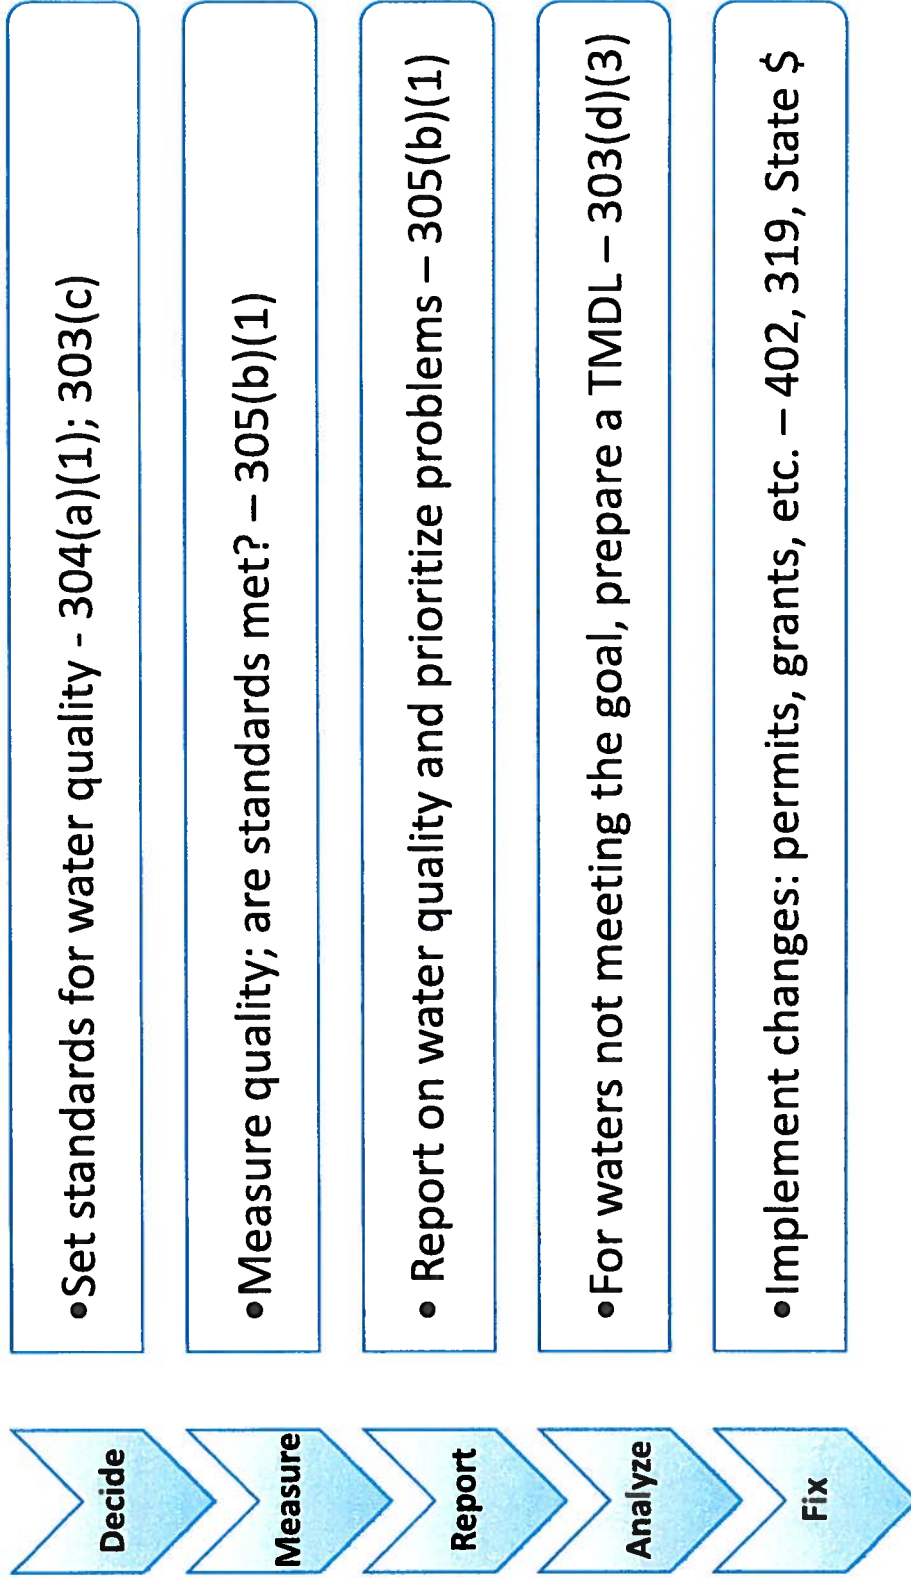 Decide
•Set standards for water quality - 304(a)(1); 303(c)
Measure
•Measure quality; are standards met? – 305(b)(1)
Report
• Report on water quality and prioritize problems – 305(b)(1)
Analyze
•For waters not meeting the goal, prepare a TMDL – 303(d)(3)
Fix
•Implement changes: permits, grants, etc. – 402, 319, State $